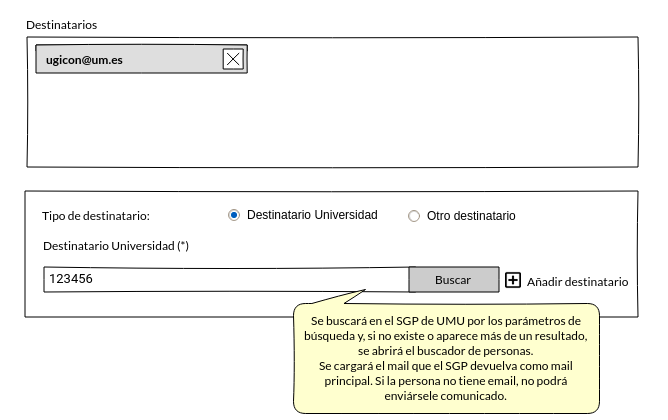 Destinatarios
ugicon@um.es
Tipo de destinatario:
Destinatario Universidad
Otro destinatario
Destinatario Universidad (*)
123456
Buscar
Añadir destinatario
Se buscará en el SGP de UMU por los parámetros de
búsqueda y, si no existe o aparece más de un resultado,
se abrirá el buscador de personas.
Se cargará el mail que el SGP devuelva como mail
principal. Si la persona no tiene email, no podrá
enviársele comunicado.